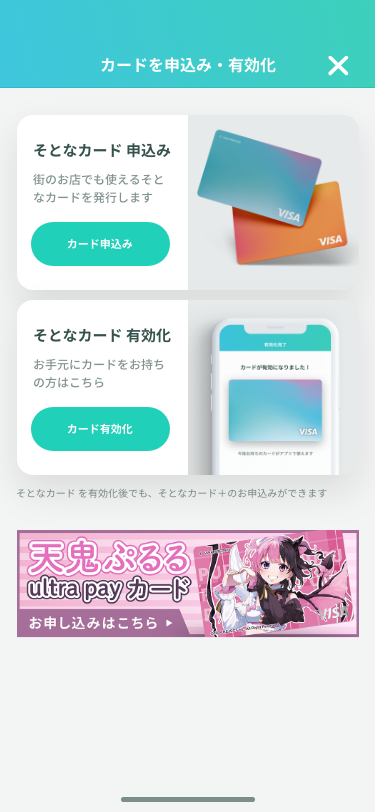 カードを申込み・有効化
そとなカード 申込み
街のお店でも使えるそと
なカードを発行します
カード申込み
VISA
VISA
そとなカード 有効化
お手元にカードをお持ち
の方はこちら
カード有効化
有効化完了
カードが有効になりました！
VISA
そとなカード を有効化後でも、そとなカード＋のお申込みができます
天鬼ぷるる
ultra pay カード
お申し込みはこちら
VISA